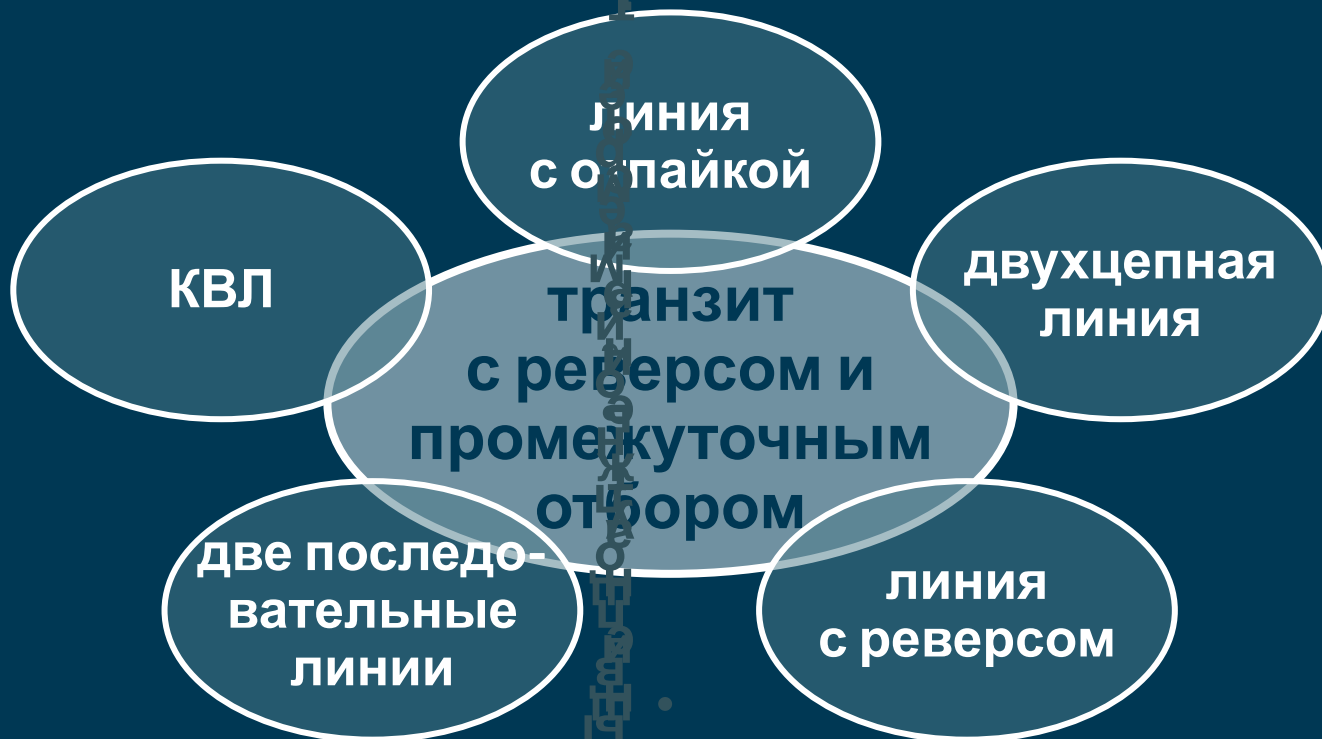 линия
с отпайкой
КВЛ
двухцепная
линия
транзит
с реверсом и
промежуточным
отбором
две последо-
вательные
линии
линия
с реверсом